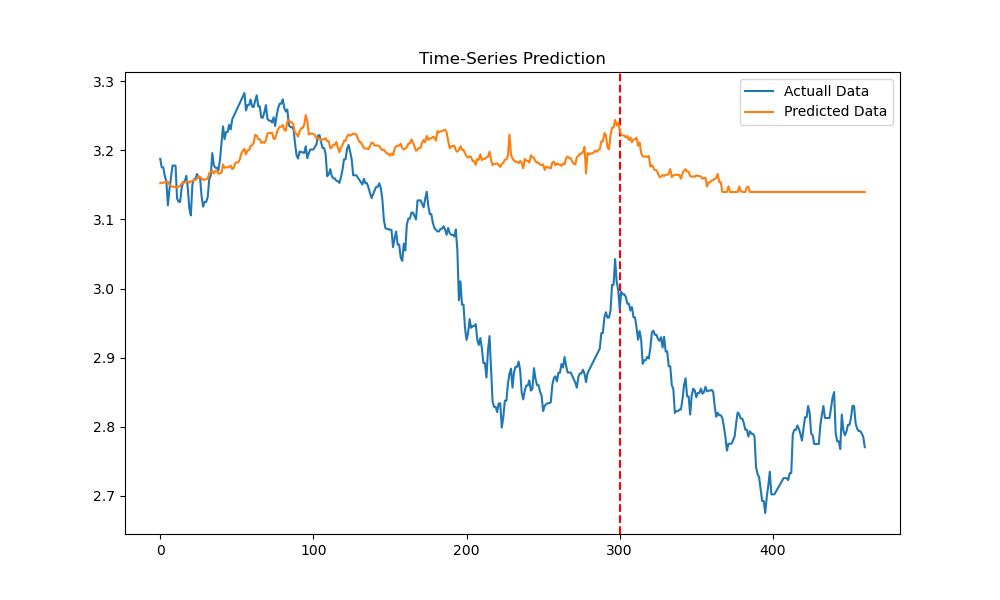 Time-Series Prediction
Actuall Data
Predicted Data
3.3
3.2
3.1
3.0
2.9
2.8
2.7
0 100 200 300 400